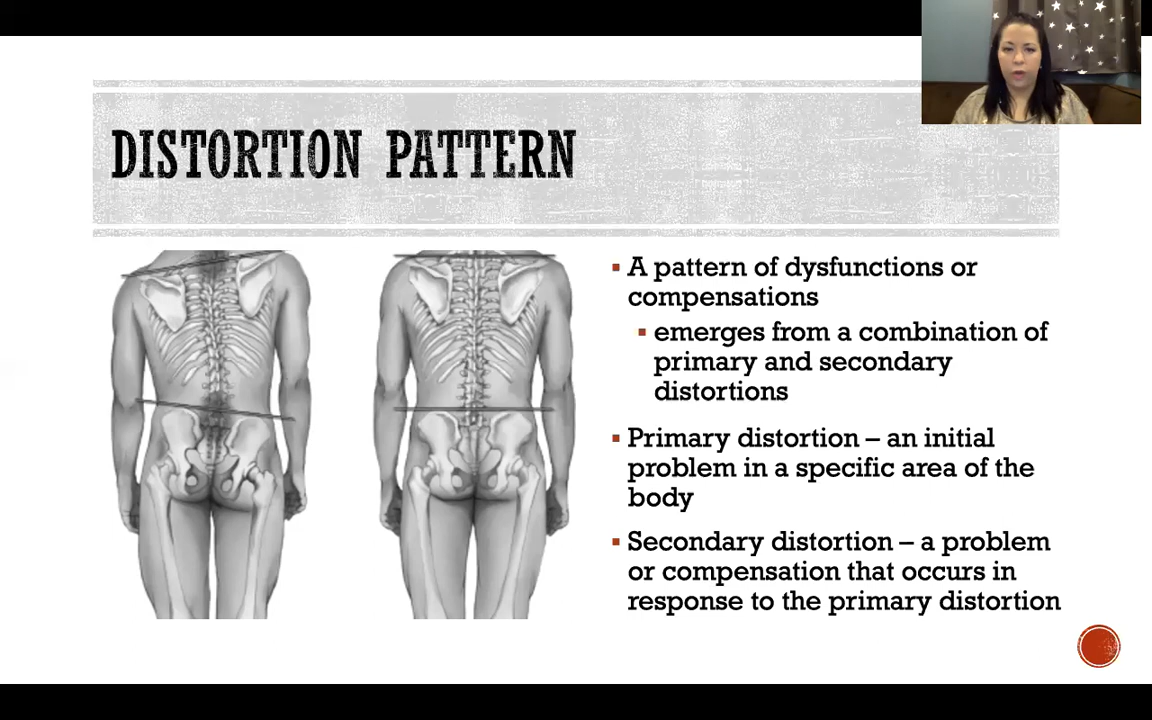 DISTORTION PATTERN
▪ A pattern of dysfunctions or
compensations
▪ emerges from a combination of
primary and secondary
distortions
▪ Primary distortion – an initial
problem in a specific area of the
body
▪ Secondary distortion – a problem
or compensation that occurs in
response to the primary distortion